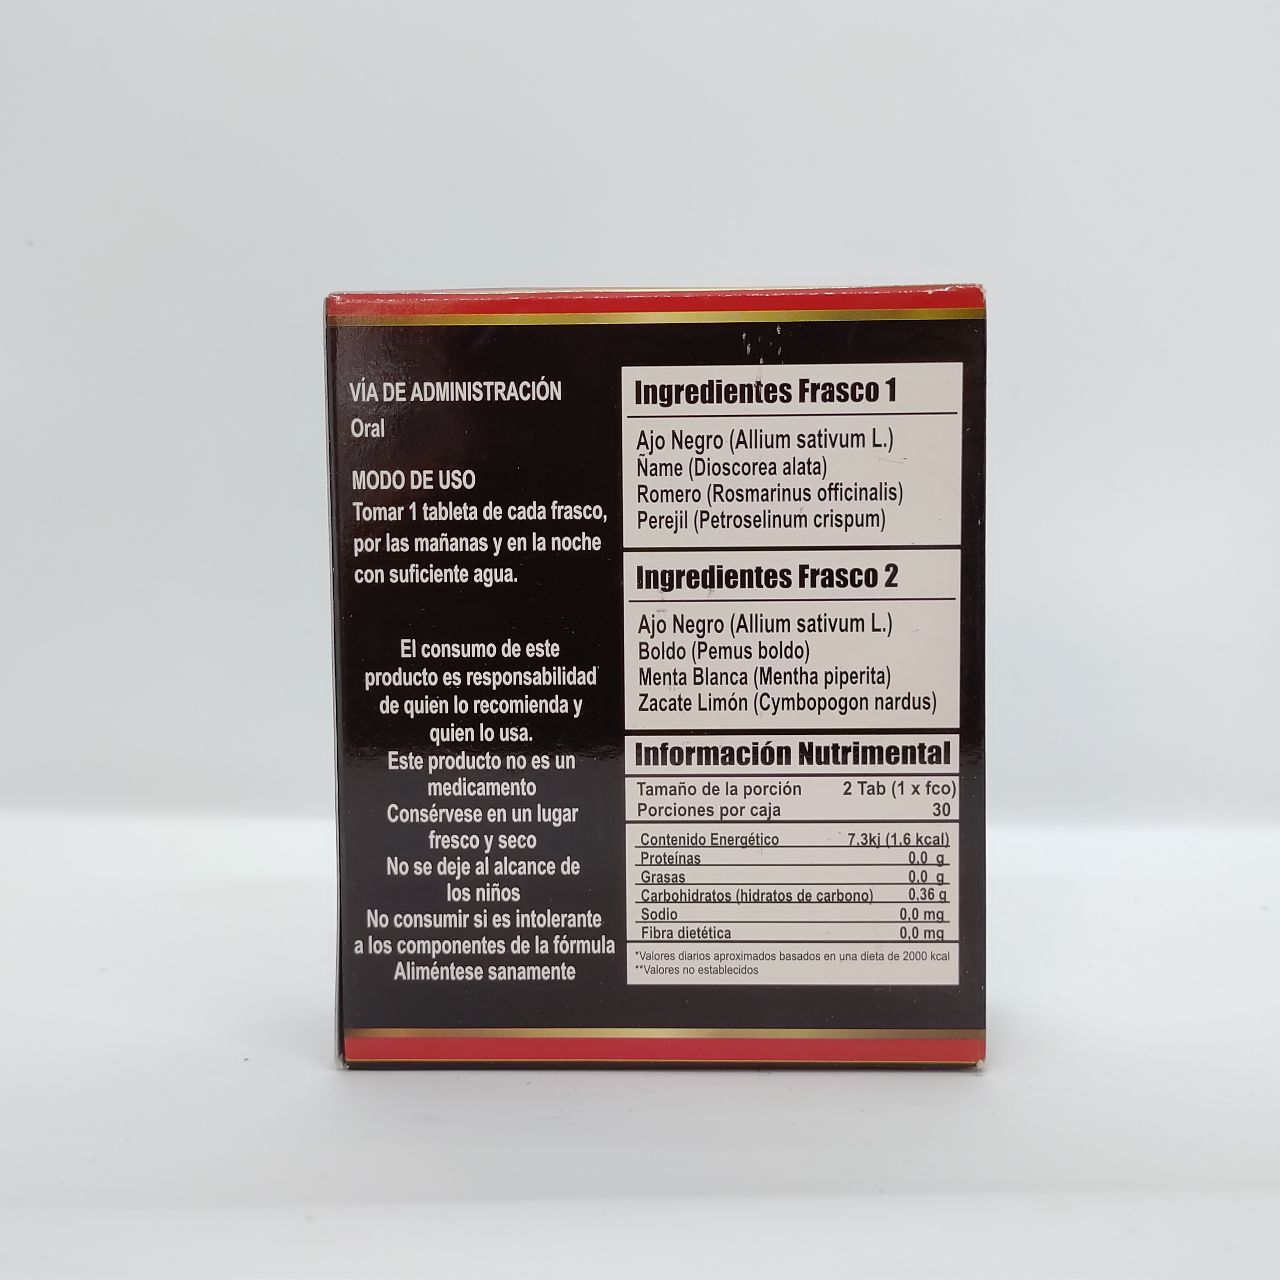 VÍA DE ADMINISTRACIÓN
Oral
MODO DE USO
Tomar 1 tableta de cada frasco,
por las mañanas y en la noche
con suficiente agua.
El consumo de este
producto es responsabilidad
de quien lo recomienda y
quien lo usa.
Este producto no es un
medicamento
Consérvese en un lugar
fresco y seco
No se deje al alcance de
los niños
No consumir si es intolerante
a los componentes de la fórmula
Aliméntese sanamente
Ingredientes Frasco 1
Ajo Negro (Allium sativum L.)
Ñame (Dioscorea alata)
Romero (Rosmarinus officinalis)
Perejil (Petroselinum crispum)
Ingredientes Frasco 2
Ajo Negro (Allium sativum L.)
Boldo (Pemus boldo)
Menta Blanca (Mentha piperita)
Zacate Limón (Cymbopogon nardus)
Información Nutrimental
Tamaño de la porción 2 Tab (1 x fco)
Porciones por caja 30
Contenido Energético 7,3kj (1.6 kcal)
Proteínas 0.0 g
Grasas 0,0 g
Carbohidratos (hidratos de carbono) 0,36 g
Sodio 0,0 mg
Fibra dietética 0,0 mg
*Valores diarios aproximados basados en una dieta de 2000 kcal
**Valores no establecidos